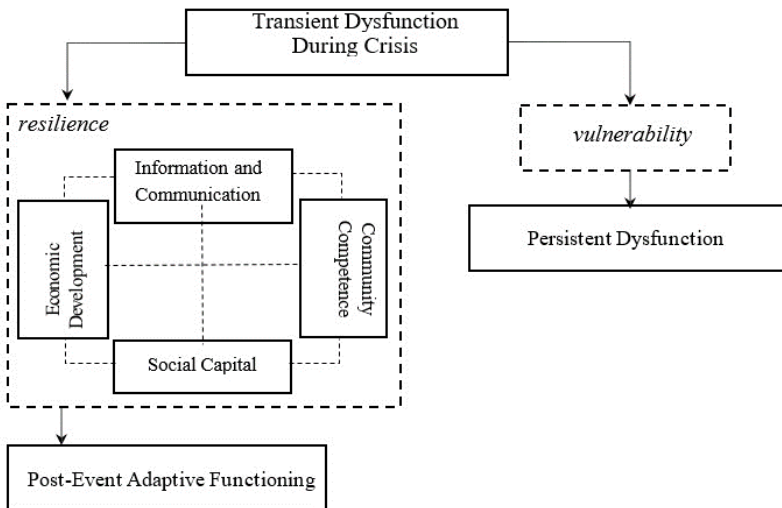 Transient Dysfunction
During Crisis
resilience
vulnerability
Information and
Communication
Economic
Development
Community
Competence
Persistent Dysfunction
Social Capital
Post-Event Adaptive Functioning